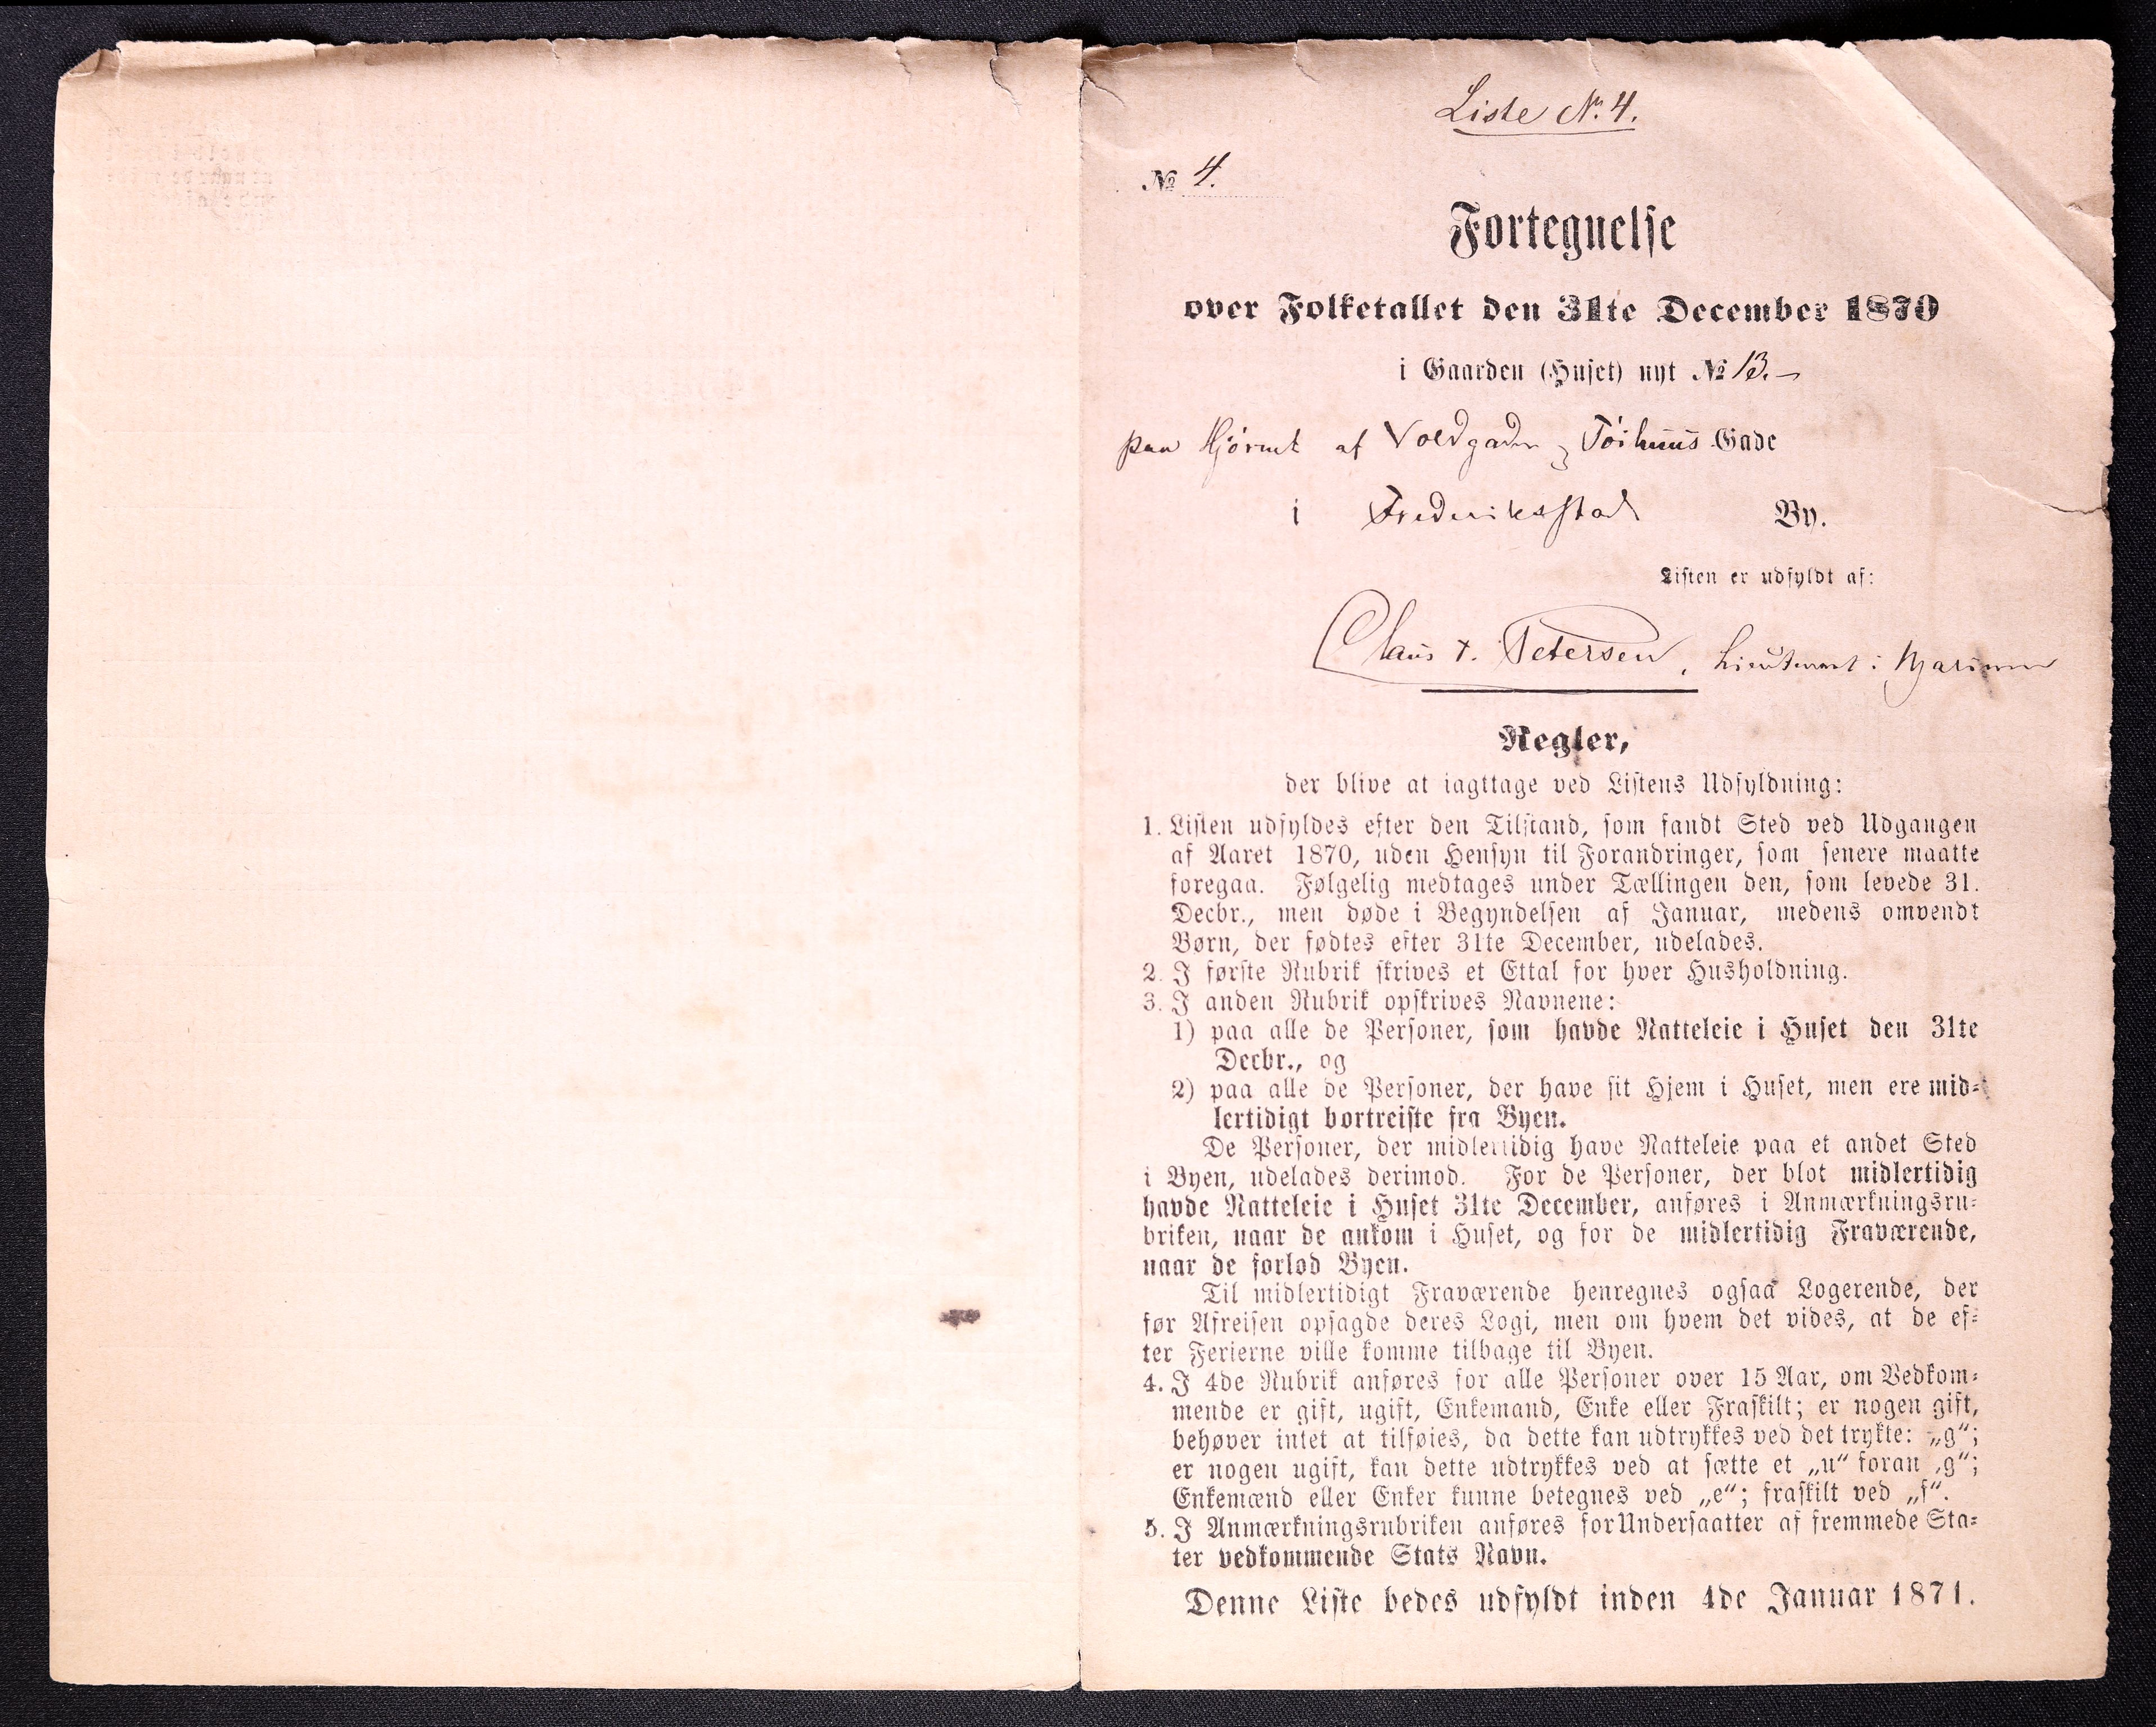 Liste No. 4.
No 4.
Fortegnelse
over Folketallet den 31te December 1870
i Gaarden (Huset) nyt No 13.-
paa Hjørnet af Voldgaden og Töihuus Gade
i Frederiksstad By.
Listen er udfyldt af:
Claus T. Petersen, Lieutenant i Marinen
Regler,
der blive at iagttage ved Listens Udfyldning:
1. Listen udfyldes efter den Tilstand, som fandt Sted ved Udgangen
af Aaret 1870, uden Hensyn til Forandringer, som senere maatte
foregaa. Følgelig medtages under Tællingen den, som levede 31.
Decbr., men døde i Begyndelsen af Januar, medens omvendt
Børn, der fødtes efter 31te December, udelades.
2. I første Rubrik skrives et Ettal for hver Husholdning.
3. I anden Rubrik opskrives Navnene:
1) paa alle de Personer, som havde Natteleie i Huset den 31te
Decbr., og
2) paa alle de Personer, der have sit Hjem i Huset, men ere mid-
lertidigt bortreiste fra Byen.
De Personer, der midlertidig have Natteleie paa et andet Sted
i Byen, udelades derimod. For de Personer, der blot midlertidig
havde Natteleie i Huset 31te December, anføres i Anmærkningsru-
briken, naar de ankom i Huset, og for de midlertidig Fraværende,
naar de forlod Byen.
Til midlertidigt Fraværende henregnes ogsaa Logerende, der
før Afreisen opsagde deres Logi, men om hvem det vides, at de ef-
ter Ferierne ville komme tilbage til Byen.
4. I 4de Rubrik anføres for alle Personer over 15 Aar, om Vedkom-
mende er gift, ugift, Enkemand, Enke eller Fraskilt; er nogen gift,
behøver intet at tilføies, da dette kan udtrykkes ved det trykte: „g“;
er nogen ugift, kan dette udtrykkes ved at sætte et „u“ foran „g“;
Enkemænd eller Enker kunne betegnes ved „e“; fraskilt ved „f“.
5. I Anmærkningsrubriken anføres for Undersaatter af fremmede Sta-
ter vedkommende Stats Navn.
Denne Liste bedes udfyldt inden 4de Januar 1871.